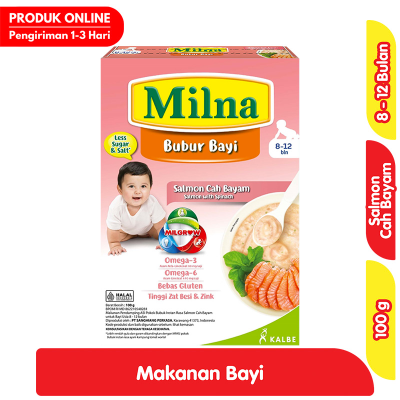 PRODUK ONLINE
Pengiriman 1-3 Hari
Milna
Bubur Bayi
Less
Sugar
& Salt*
8-12
bln
Salmon Cah Bayam
Salmon with Spinach
MILGROW
Omega-3
Omega-6
Bebas Gluten
Tinggi Zat Besi & Zink
HALAL
INDONESIA
KALBE
8-12 Bulan
Salmon
Cah Bayam
100 g
Makanan Bayi